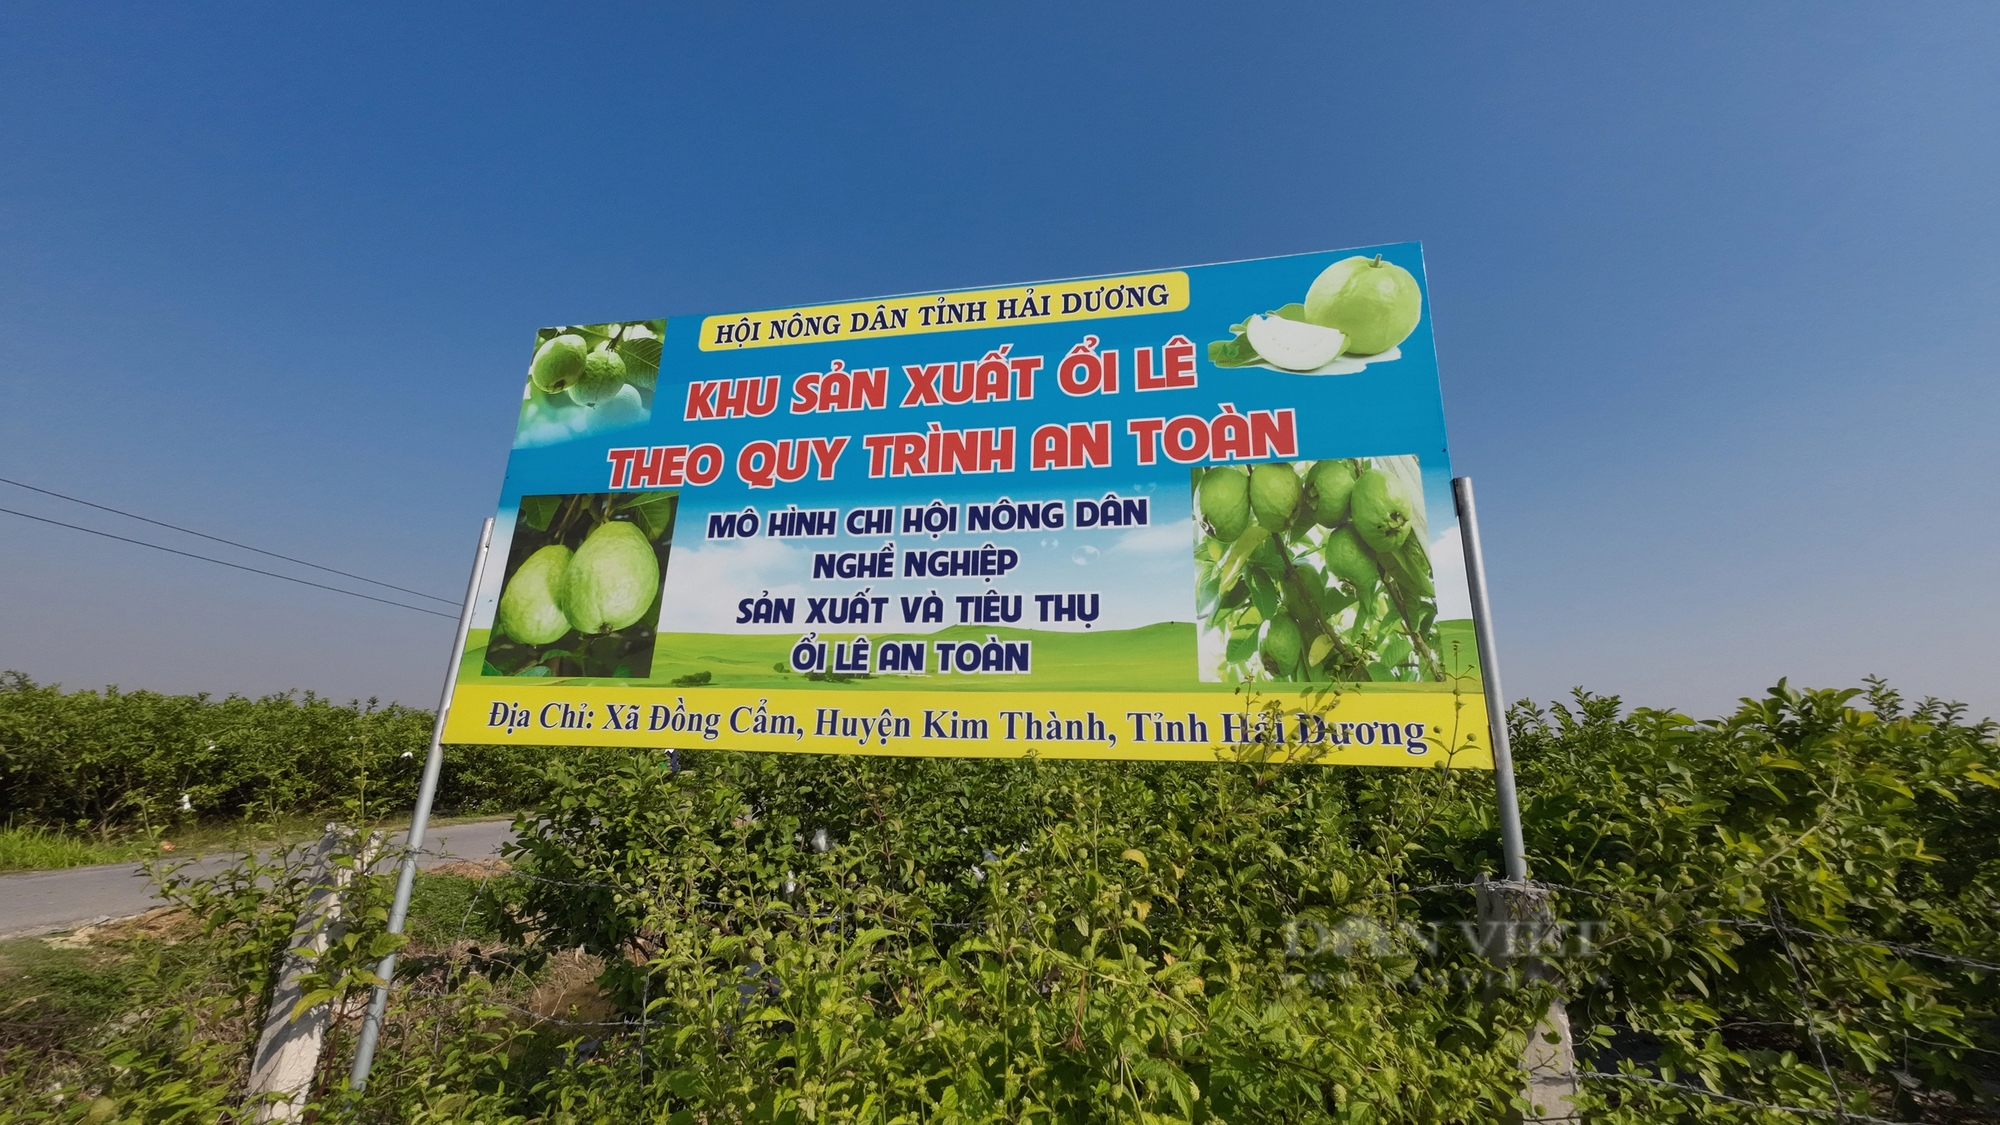 HỘI NÔNG DÂN TỈNH HẢI DƯƠNG
KHU SẢN XUẤT ỔI LÊ
THEO QUY TRÌNH AN TOÀN
MÔ HÌNH CHI HỘI NÔNG DÂN
NGHỀ NGHIỆP
SẢN XUẤT VÀ TIÊU THỤ
ỔI LÊ AN TOÀN
Địa Chỉ: Xã Đồng Cẩm, Huyện Kim Thành, Tỉnh Hải Dương
DÂN VIỆT